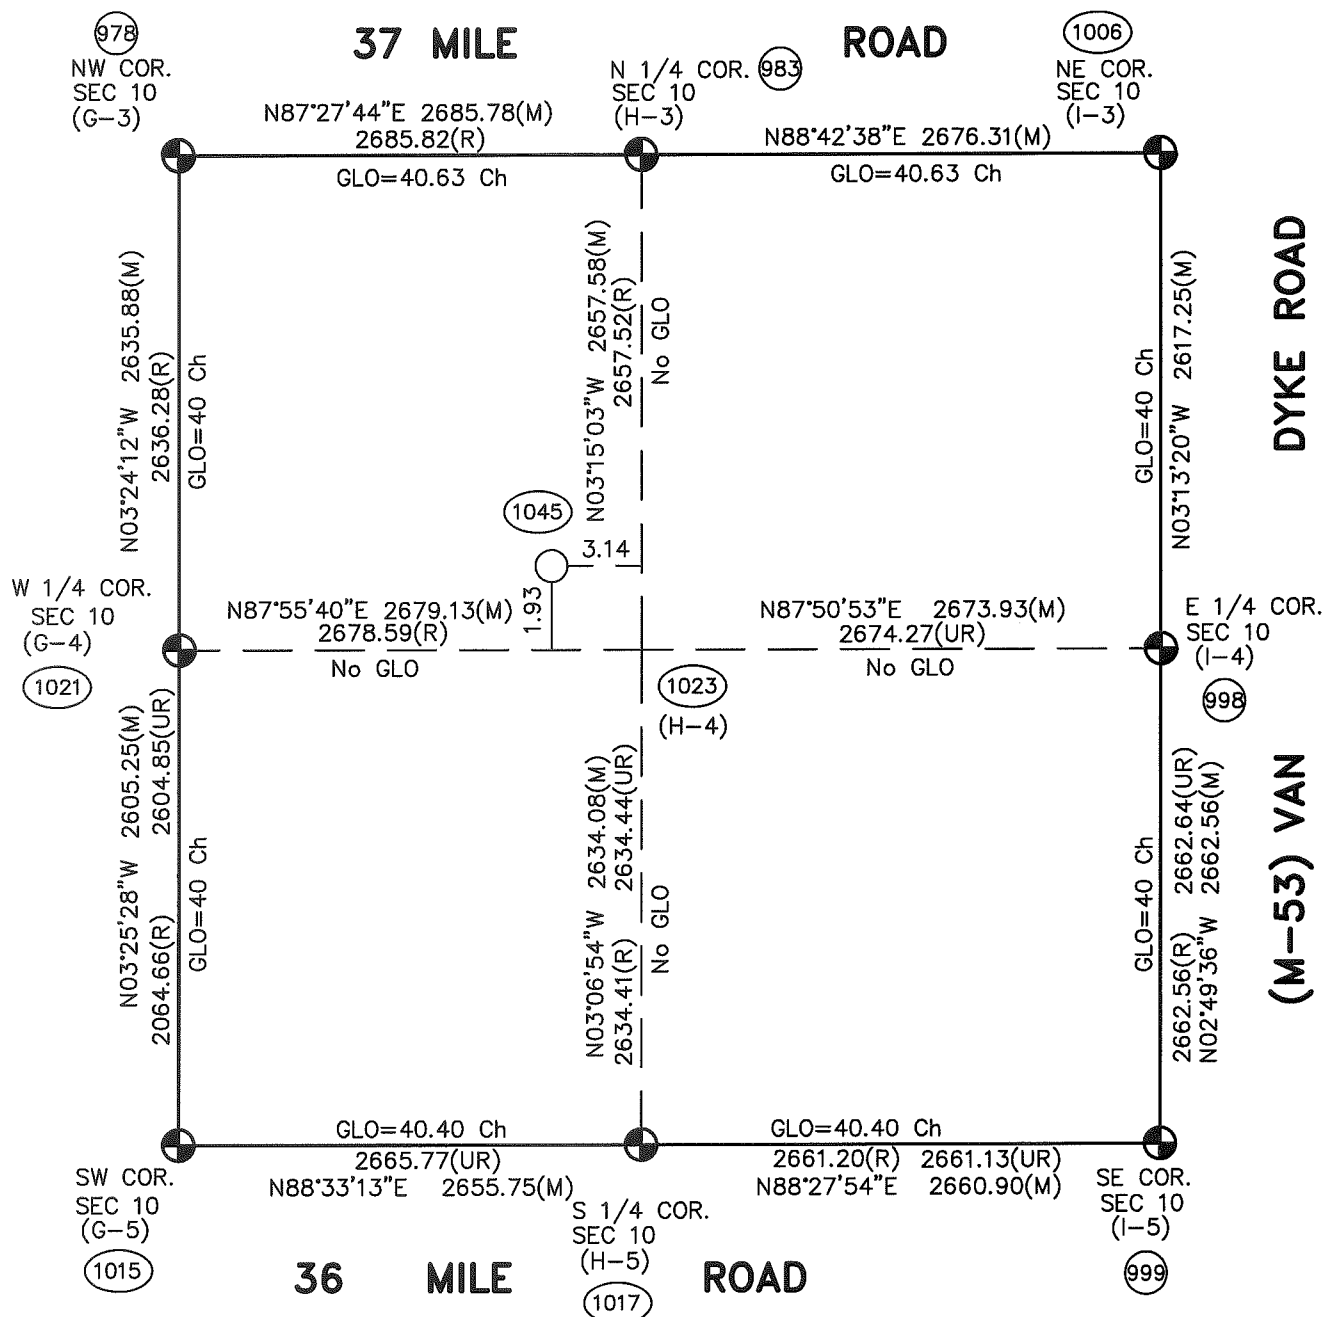 37 MILE ROAD
978
NW COR.
SEC 10
(G-3)
N 1/4 COR.
SEC 10
(H-3)
983
1006
NE COR.
SEC 10
(I-3)
N87°27'44"E 2685.78(M)
2685.82(R)
GLO=40.63 Ch
N88°42'38"E 2676.31(M)
GLO=40.63 Ch
N03°24'12"W 2635.88(M)
2636.28(R)
GLO=40 Ch
N03°15'03"W 2657.58(M)
2657.52(R)
No GLO
GLO=40 Ch
N03°13'20"W 2617.25(M)
(M-53) VAN DYKE ROAD
1045
3.14
1.93
W 1/4 COR.
SEC 10
(G-4)
1021
N87°55'40"E 2679.13(M)
2678.59(R)
No GLO
N87°50'53"E 2673.93(M)
2674.27(UR)
No GLO
1023
(H-4)
E 1/4 COR.
SEC 10
(I-4)
998
N03°25'28"W 2605.25(M)
2064.66(R) 2604.85(UR)
GLO=40 Ch
N03°06'54"W 2634.08(M)
2634.41(R) 2634.44(UR)
No GLO
GLO=40 Ch
2662.56(R) 2662.64(UR)
N02°49'36"W 2662.56(M)
GLO=40.40 Ch
2665.77(UR)
N88°33'13"E 2655.75(M)
GLO=40.40 Ch
2661.20(R) 2661.13(UR)
N88°27'54"E 2660.90(M)
SW COR.
SEC 10
(G-5)
1015
S 1/4 COR.
SEC 10
(H-5)
1017
SE COR.
SEC 10
(I-5)
999
36 MILE ROAD